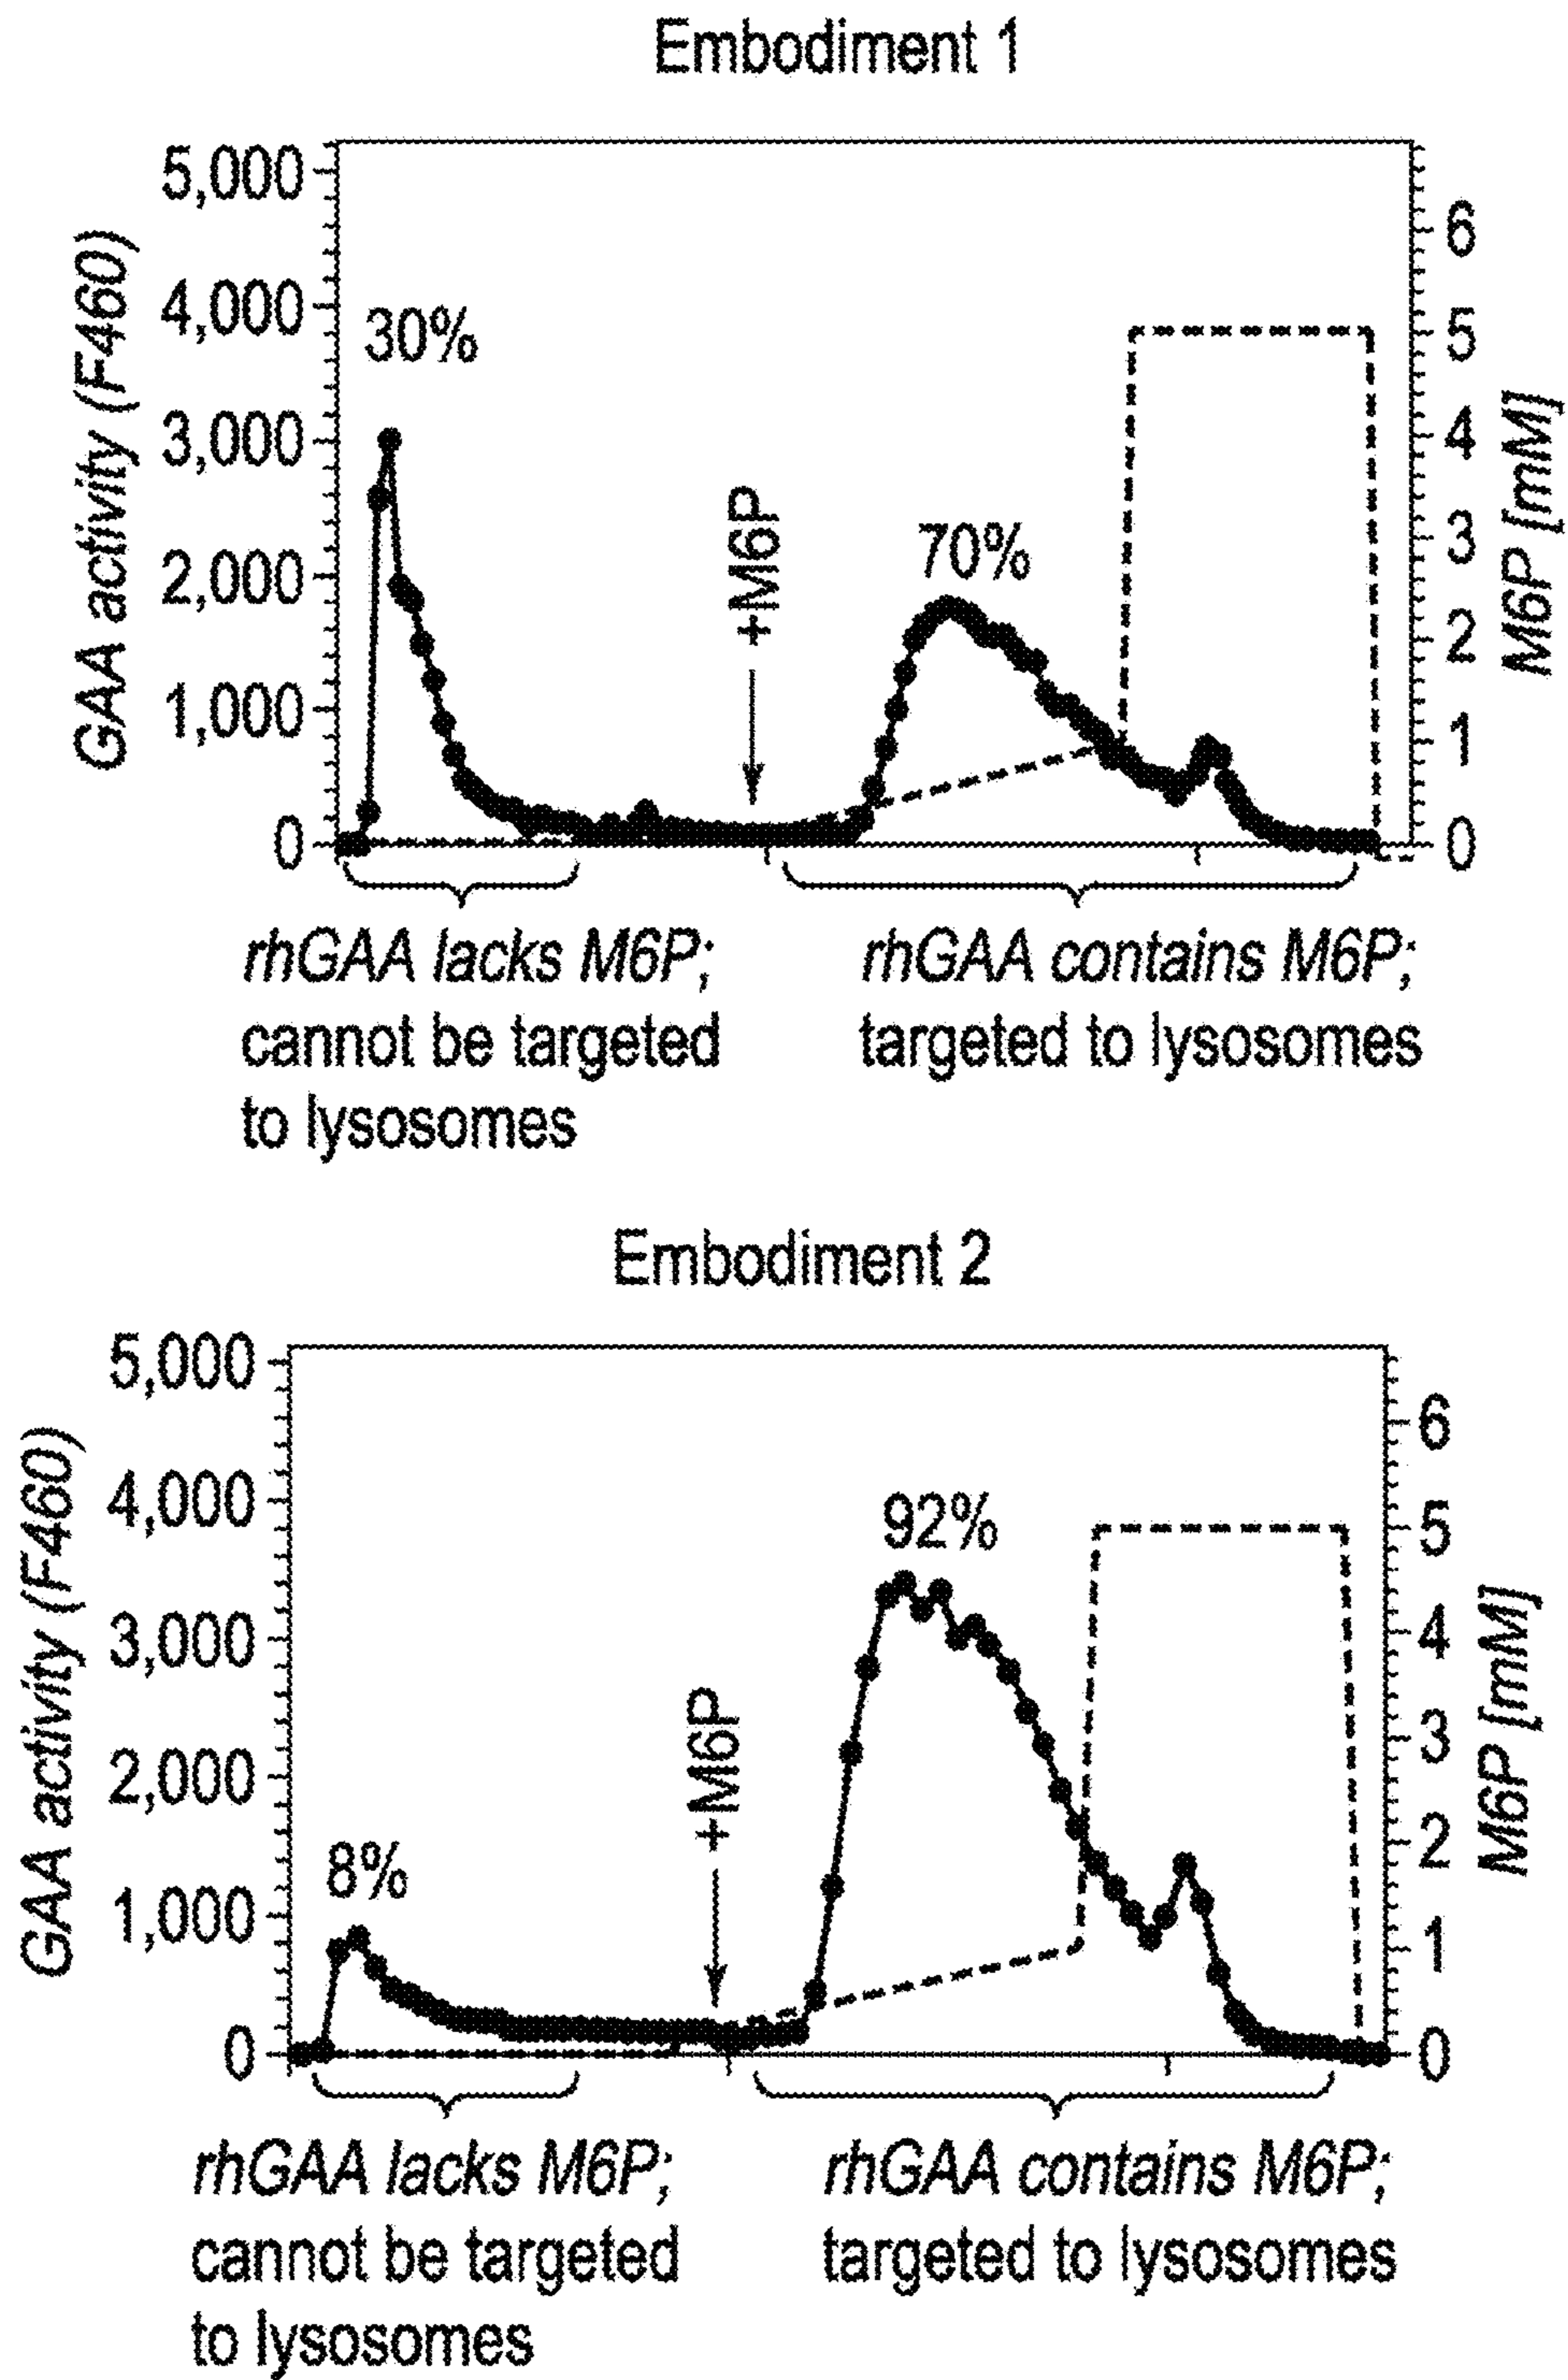 Embodiment 1
5,000
4,000
3,000
2,000
1,000
0
GAA activity (F460)
30%
+M6P
70%
6
5
4
3
2
1
0
M6P [mM]
rhGAA lacks M6P;
cannot be targeted
to lysosomes
rhGAA contains M6P;
targeted to lysosomes
Embodiment 2
5,000
4,000
3,000
2,000
1,000
0
GAA activity (F460)
8%
+M6P
92%
6
5
4
3
2
1
0
M6P [mM]
rhGAA lacks M6P;
cannot be targeted
to lysosomes
rhGAA contains M6P;
targeted to lysosomes